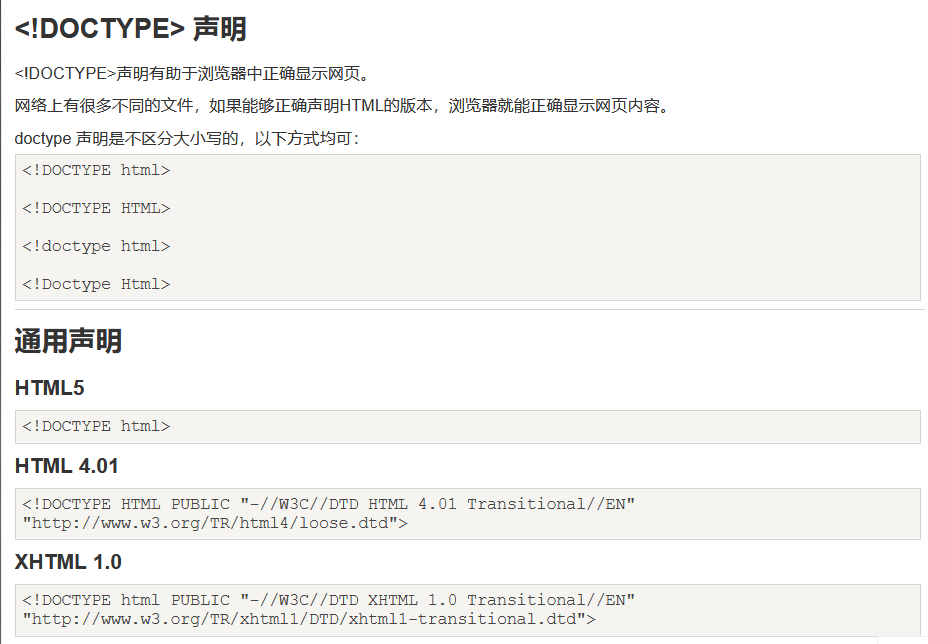 <!DOCTYPE> 声明
<!DOCTYPE>声明有助于浏览器中正确显示网页。
网络上有很多不同的文件，如果能够正确声明HTML的版本，浏览器就能正确显示网页内容。
doctype 声明是不区分大小写的，以下方式均可：
<!DOCTYPE html>
<!DOCTYPE HTML>
<!doctype html>
<!Doctype Html>
通用声明
HTML5
<!DOCTYPE html>
HTML 4.01
<!DOCTYPE HTML PUBLIC "-//W3C//DTD HTML 4.01 Transitional//EN"
"http://www.w3.org/TR/html4/loose.dtd">
XHTML 1.0
<!DOCTYPE html PUBLIC "-//W3C//DTD XHTML 1.0 Transitional//EN"
"http://www.w3.org/TR/xhtml1/DTD/xhtml1-transitional.dtd">